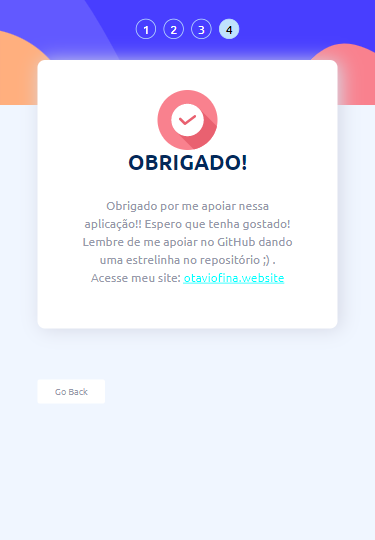 1 2 3 4
OBRIGADO!
Obrigado por me apoiar nessa
aplicação!! Espero que tenha gostado!
Lembre de me apoiar no GitHub dando
uma estrelinha no repositório ;) .
Acesse meu site: otaviofina.website
Go Back